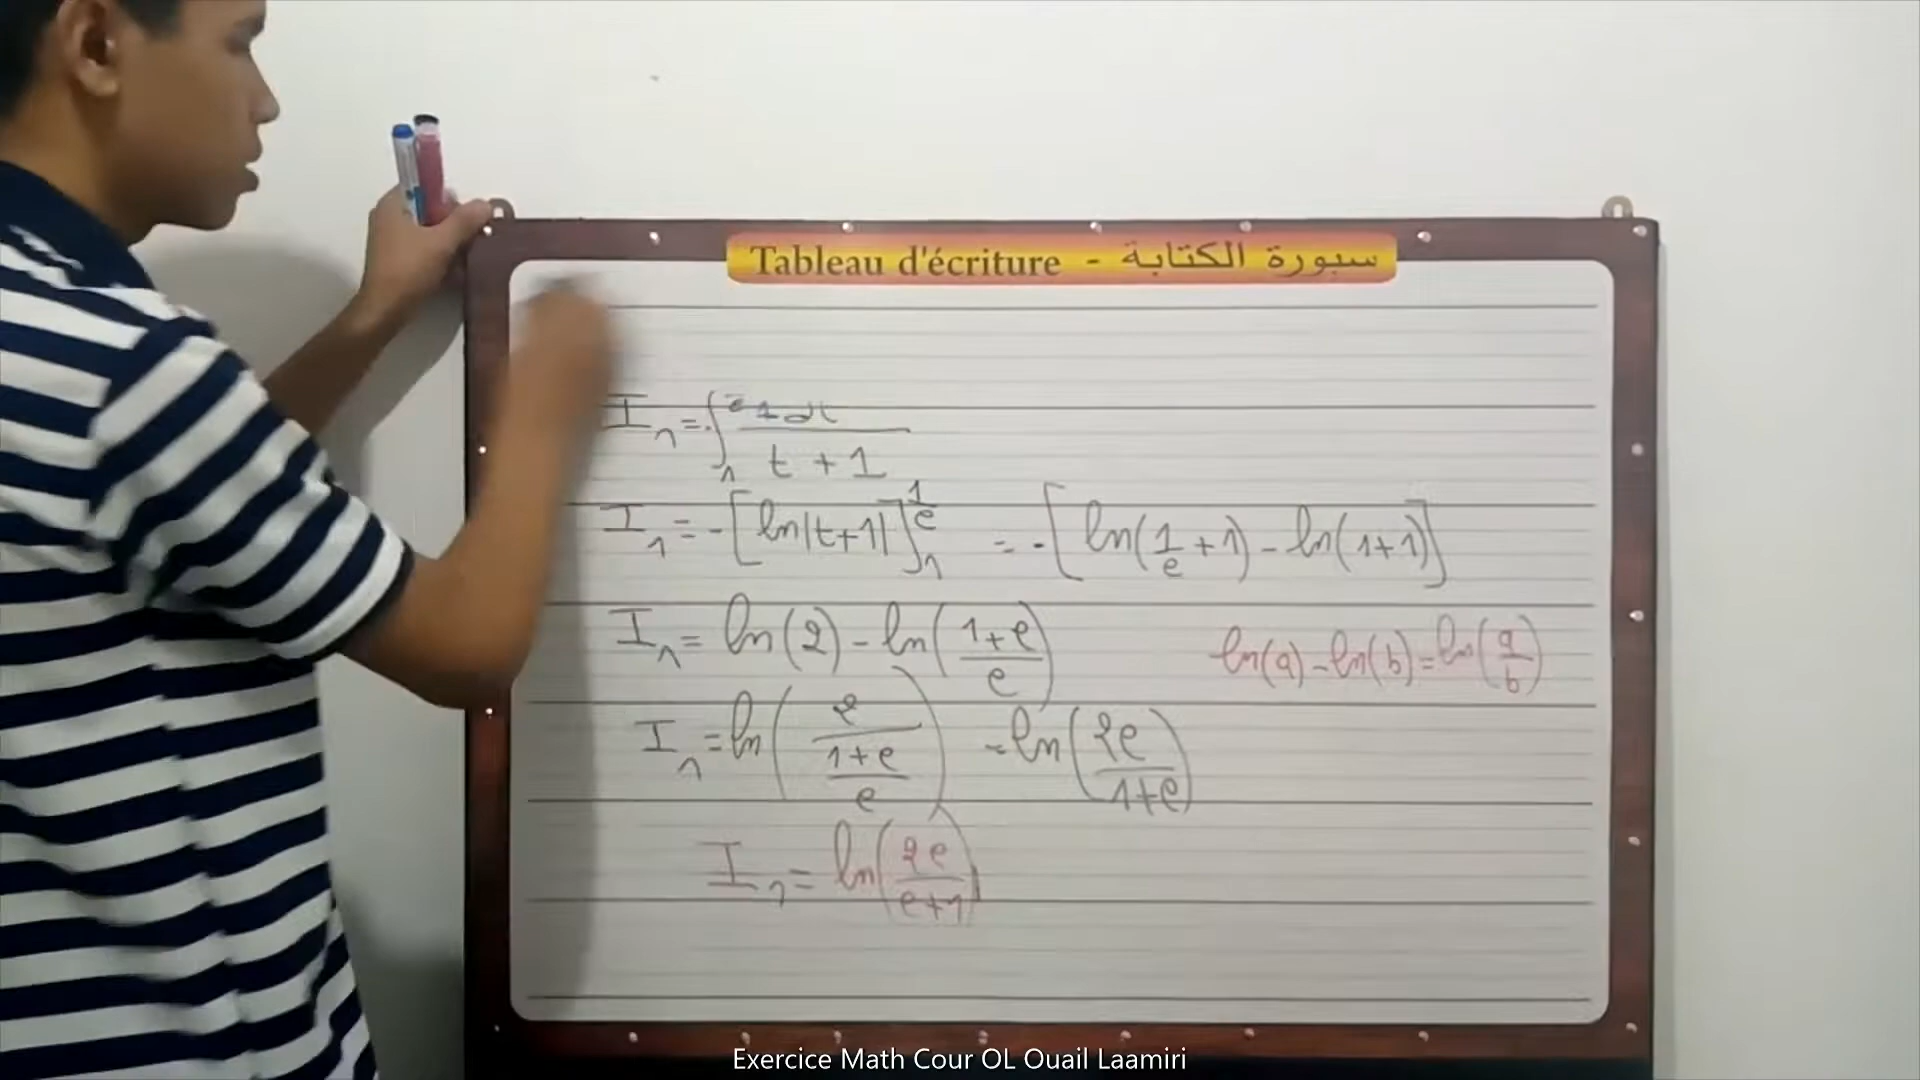 Tableau d'écriture - سبورة الكتابة
I₁ = ∫ 1dt / t + 1
I₁ = -[ln|t+1|]₁^(1/e) = -[ln(1/e + 1) - ln(1+1)]
I₁ = ln(2) - ln((1+e)/e)
ln(a) - ln(b) = ln(a/b)
I₁ = ln(2/((1+e)/e)) = ln(2e/(1+e))
I₁ = ln(2e/(e+1))
Exercice Math Cour OL Ouail Laamiri